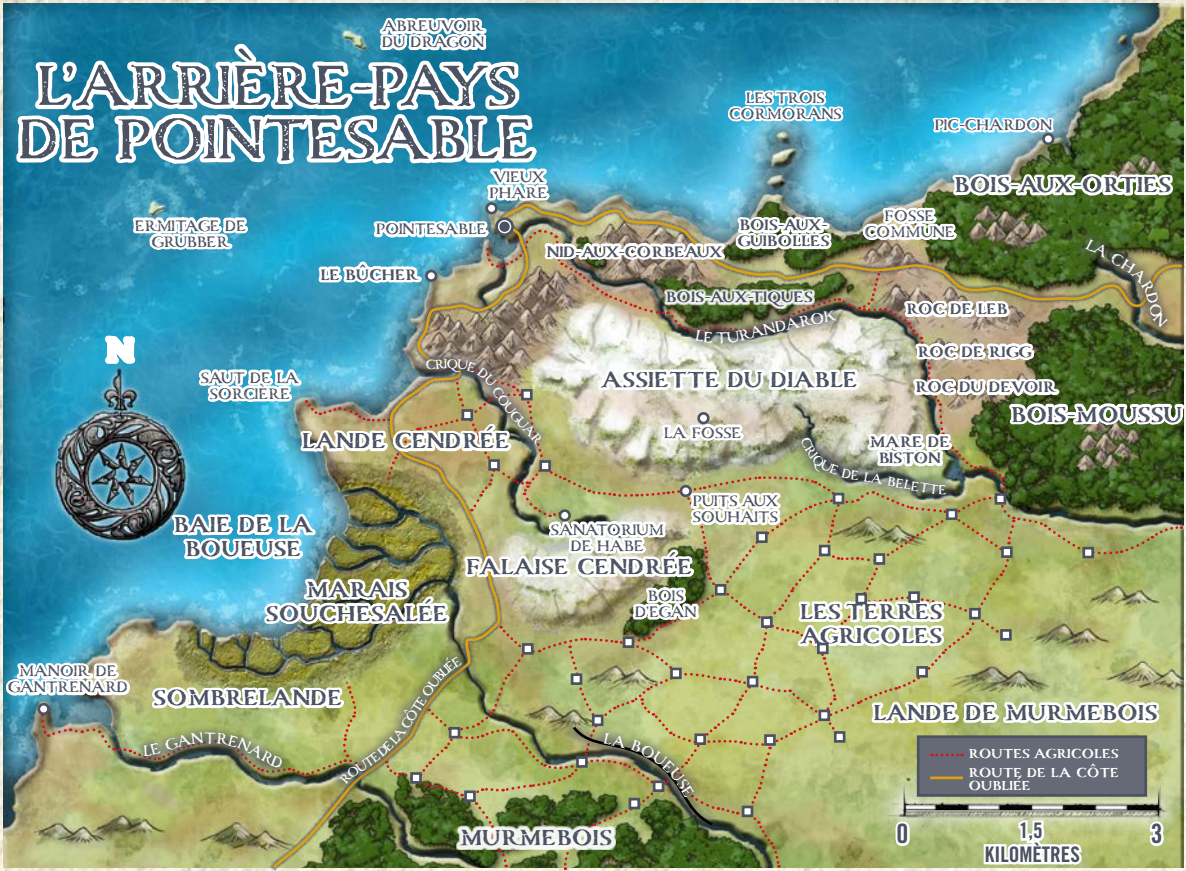 ABREUVOIR
DU DRAGON
L'ARRIÈRE-PAYS
DE POINTESABLE
LES TROIS
CORMORANS
PIC-CHARDON
VIEUX
PHARE
BOIS-AUX-ORTIES
ERMITAGE DE
GRÜBBER
POINTESABLE
BOIS-AUX-
GUIBOLLES
FOSSE
COMMUNE
NID-AUX-CORBEAUX
LA CHARDON
LE BÛCHER
BOIS-AUX-TIQUES
LE TURANDAROK
ROC DE LEB
N
ROC DE RIGG
CRIQUE DU COUGUAR
ASSIETTE DU DIABLE
SAUT DE LA
SORCIÈRE
ROC DU DEVOIR
BOIS-MOUSSU
LA FOSSE
LANDE CENDRÉE
MARE DE
BISTON
CRIQUE DE LA BELETTE
PUITS AUX
SOUHAITS
BAIE DE LA
BOUEUSE
SANATORIUM
DE HABE
FALAISE CENDRÉE
MARAIS
SOUCHESALÉE
BOIS
D'EGAN
LES TERRES
AGRICOLES
MANOIR DE
GANTRENARD
SOMBRELANDE
ROUTE DE LA CÔTE OUBLIÉE
LANDE DE MURMEBOIS
LE GANTRENARD
LA BOUEUSE
ROUTES AGRICOLES
ROUTE DE LA CÔTE
OUBLIÉE
MURMEBOIS
0 1,5 3
KILOMÈTRES